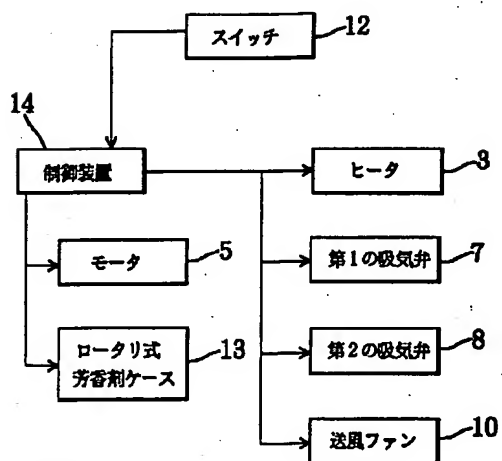 スイッチ
12
14
制御装置
ヒータ
3
モータ
5
第1の吸気弁
7
ロータリ式
芳香剤ケース
13
第2の吸気弁
8
送風ファン
10